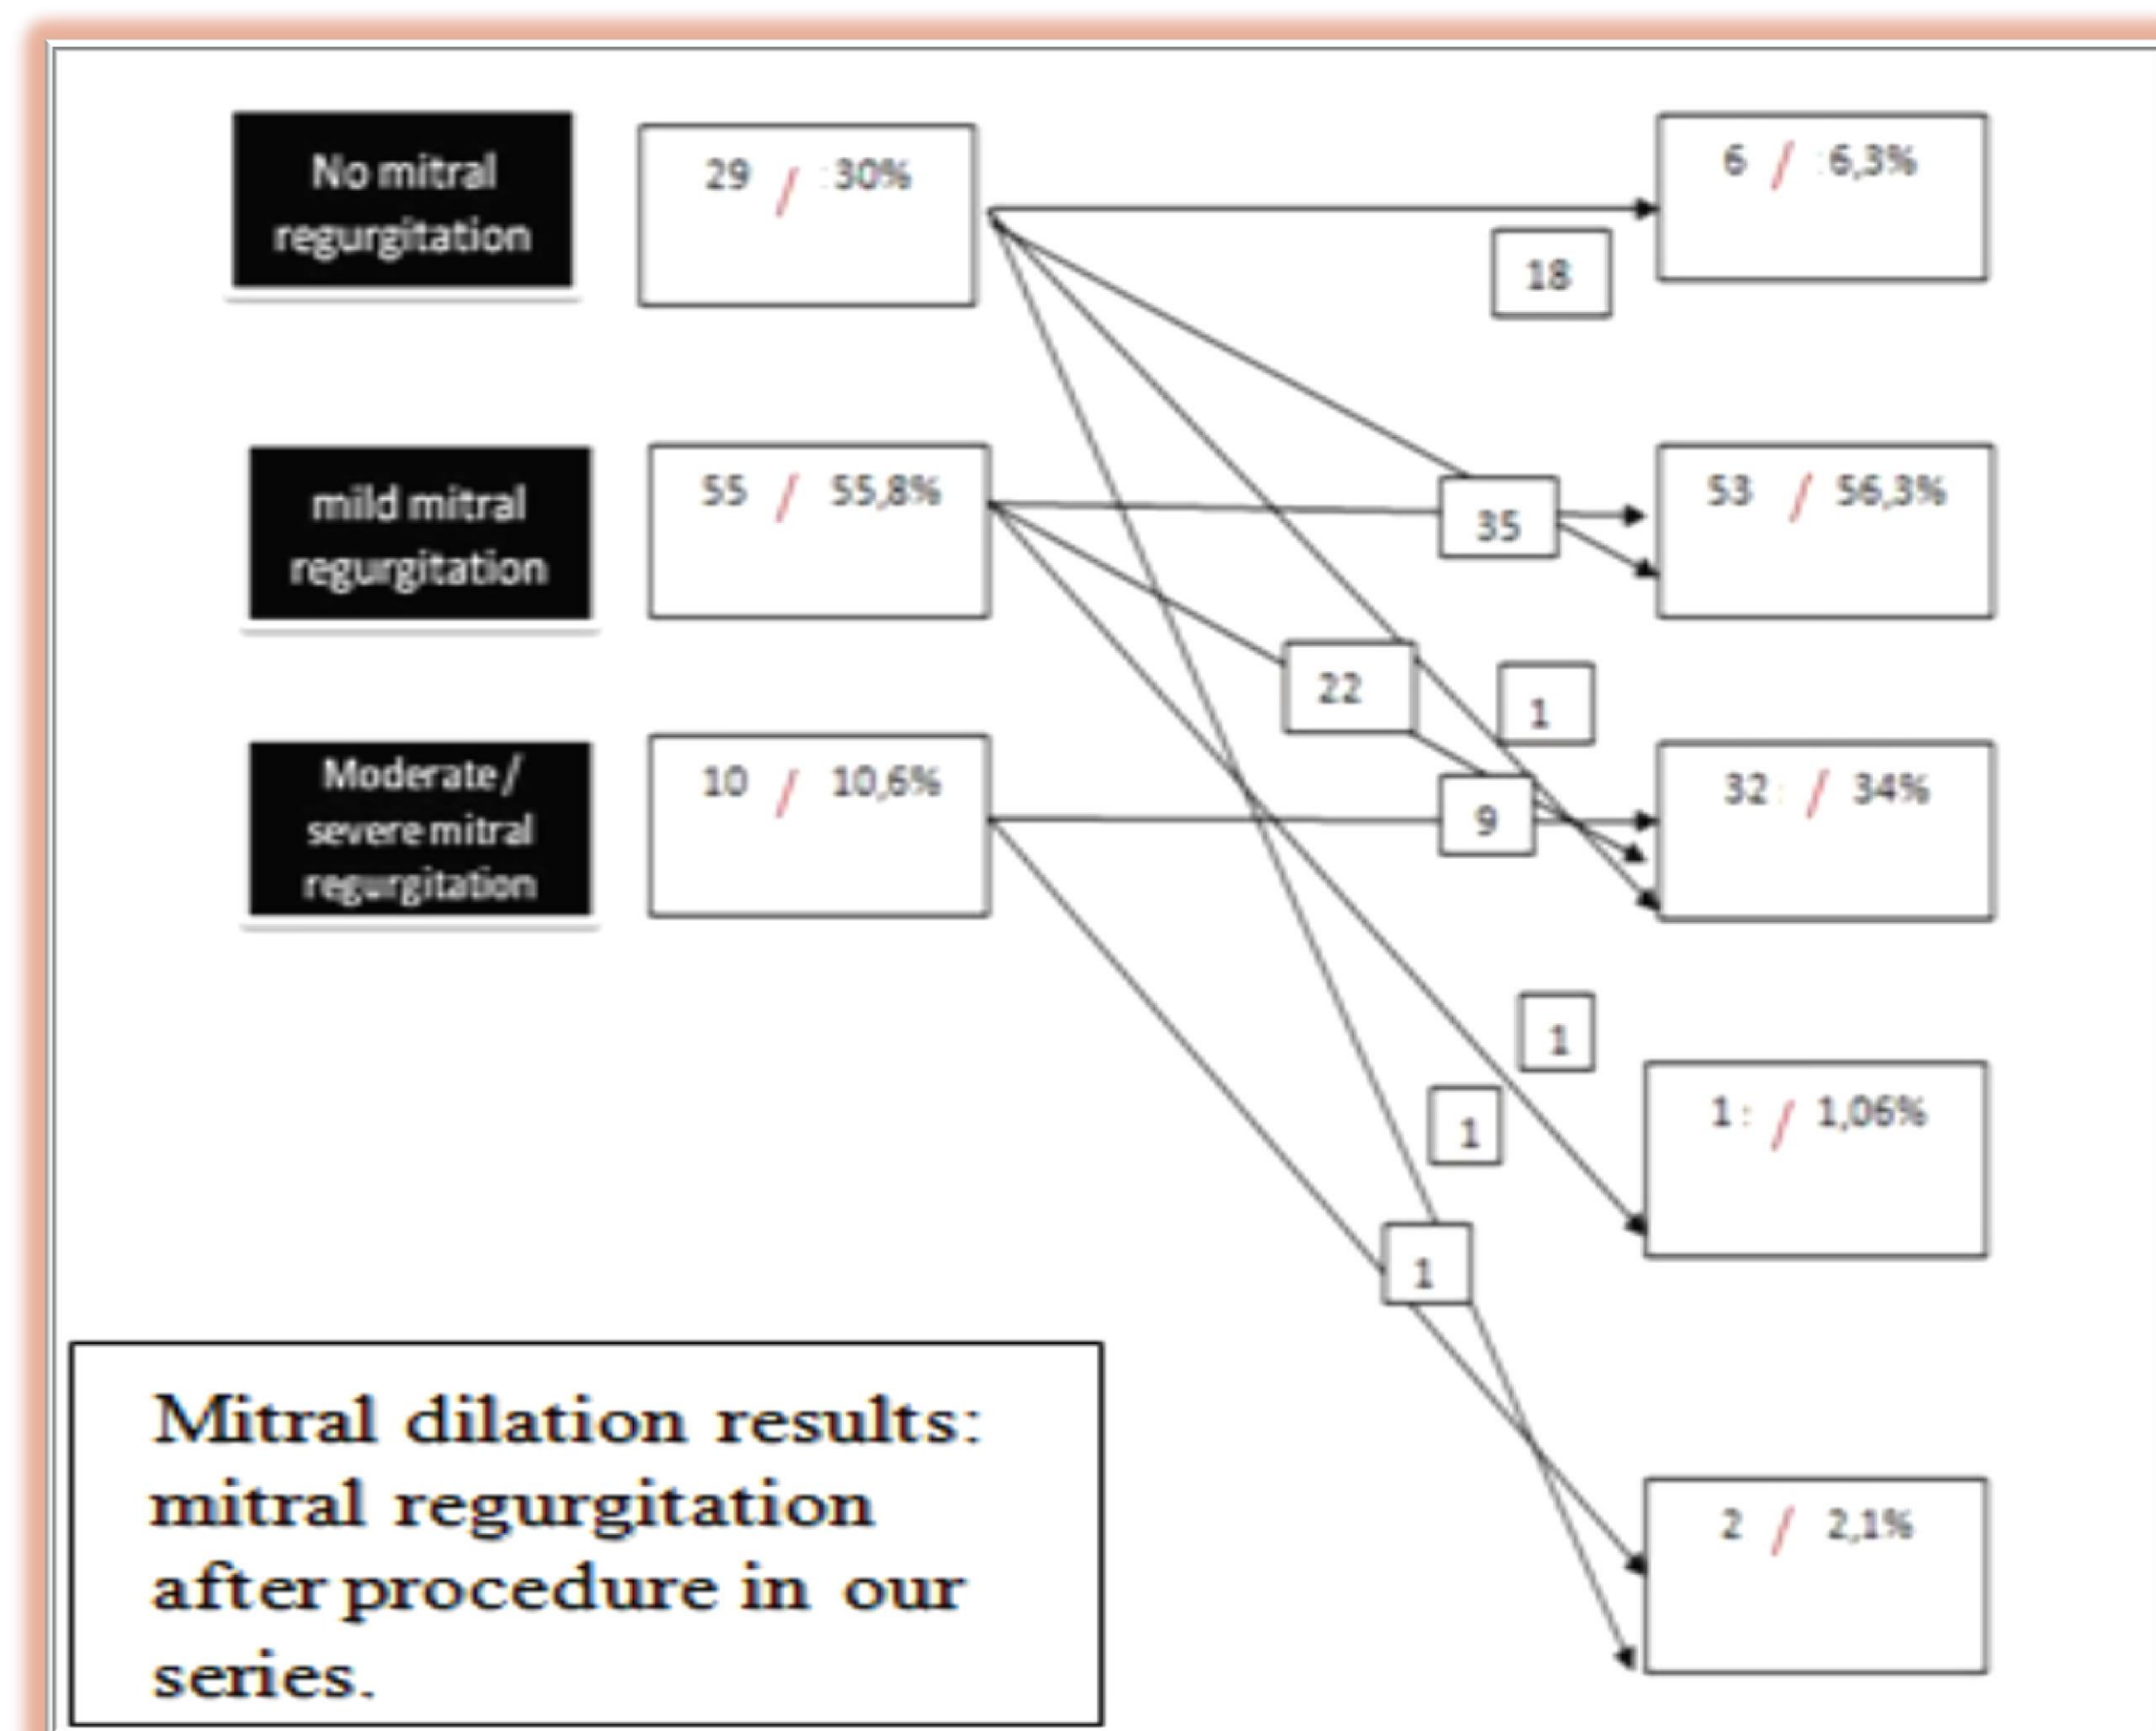 No mitral
regurgitation
29 / 30%
6 / 6,3%
18
mild mitral
regurgitation
55 / 55,8%
35
53 / 56,3%
22
1
Moderate /
severe mitral
regurgitation
10 / 10,6%
9
32 / 34%
1
1
1 : / 1,06%
1
2 / 2,1%
Mitral dilation results:
mitral regurgitation
after procedure in our
series.